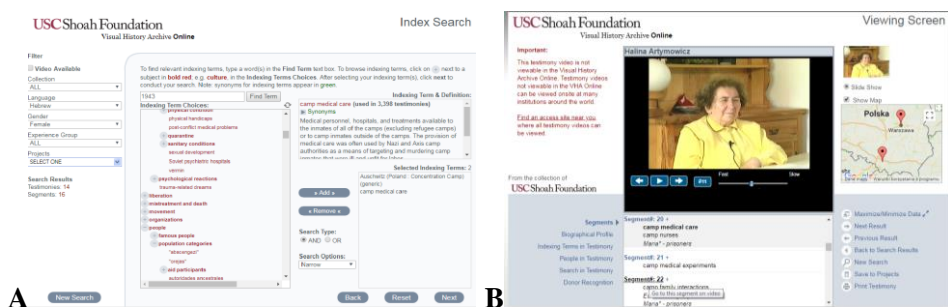 USC Shoah Foundation
Visual History Archive Online
Index Search
Filter
Video Available
Collection
ALL
Language
Hebrew
Gender
Female
Experience Group
ALL
Projects
SELECT ONE
Search Results
Testimonies: 14
Segments: 16
New Search
To find relevant indexing terms, type a word(s) in the Find Term text box. To browse indexing terms, click on next to a
subject in bold red, e.g. culture, in the Indexing Terms Choices. After selecting your indexing term(s), click next to
conduct your search. Note: synonyms for indexing terms appear in green.
1943
Find Term
Indexing Term Choices:
physical condition
physical handicaps
post-conflict medical problems
quarantine
sanitary conditions
sexual development
Soviet psychiatric hospitals
vermin
psychological reactions
trauma-related dreams
liberation
mistreatment and death
movement
organizations
people
famous people
population categories
"abacangos"
"orejas"
aid participants
autoridades ancestrales
Indexing Term & Definition:
camp medical care (used in 3,398 testimonies)
Synonyms
Medical personnel, hospitals, and treatments available to
the inmates of all of the camps (excluding refugee camps)
or to camp inmates outside of the camps. The provision of
medical care was often used by Nazi and Axis camp
authorities as a means of targeting and murdering camp
Selected Indexing Terms: 2
Auschwitz (Poland : Concentration Camp)
(generic)
camp medical care
Add
Remove
Search Type:
AND OR
Search Options:
Narrow
Back
Reset
Next
A
USC Shoah Foundation
Visual History Archive Online
Viewing Screen
Important:
This testimony video is not
viewable in the Visual History
Archive Online. Testimony videos
not viewable in the VHA Online
can be viewed onsite at many
institutions around the world.
Find an access site near you
where all testimony videos can
be viewed.
From the collection of
USC Shoah Foundation
Halina Artymowicz
Fast
Slow
Slide Show
Show Map
Polska
Warszawa
Segments
Biographical Profile
Indexing Terms in Testimony
People in Testimony
Search in Testimony
Donor Recognition
Segment#: 20
camp medical care
camp nurses
Maria* - prisoners
Segment#: 21
camp medical experiments
Segment#: 22
camp family interactions
Go to this segment on video
Maria* - prisoners
Maximize/Minimize Data
Next Result
Previous Result
Back to Search Results
New Search
Save to Projects
Print Testimony
B